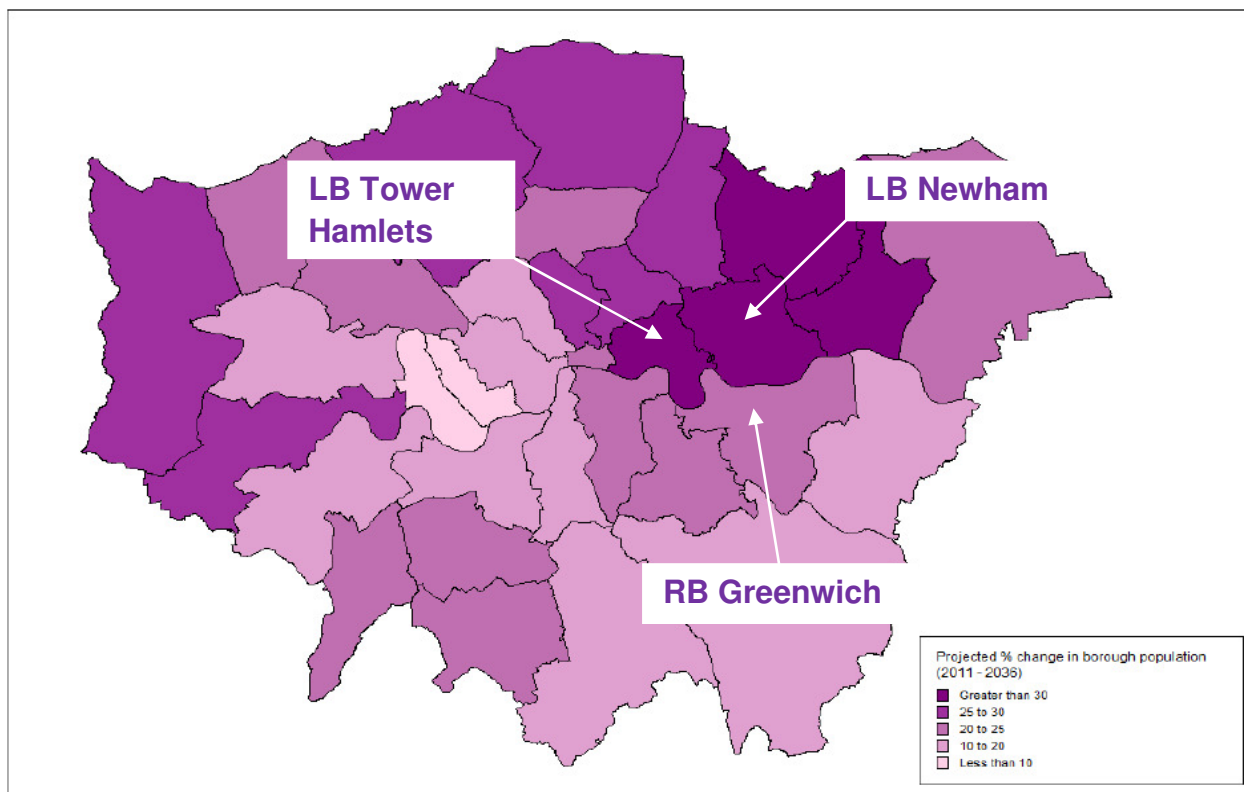 LB Tower
Hamlets
LB Newham
RB Greenwich
Projected % change in borough population
(2011 - 2036)
Greater than 30
25 to 30
20 to 25
10 to 20
Less than 10